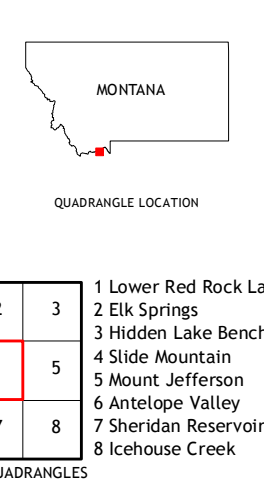 MONTANA
QUADRANGLE LOCATION
3
5
8
1 Lower Red Rock La
2 Elk Springs
3 Hidden Lake Bench
4 Slide Mountain
5 Mount Jefferson
6 Antelope Valley
7 Sheridan Reservoir
8 Icehouse Creek